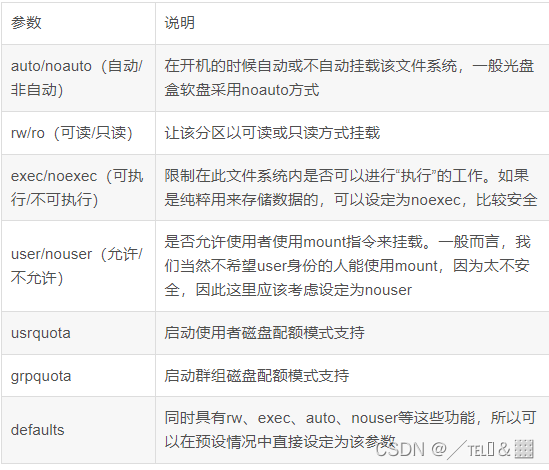 参数 说明
auto/noauto（自动/ 在开机的时候自动或不自动挂载该文件系统，一般光盘
非自动） 盒软盘采用noauto方式
rw/ro（可读/只读） 让该分区以可读或只读方式挂载
exec/noexec（可执 限制在此文件系统内是否可以进行“执行”的工作。如果
行/不可执行） 是纯粹用来存储数据的，可以设定为noexec，比较安全
user/nouser（允许/ 是否允许使用者使用mount指令来挂载。一般而言，我
不允许） 们当然不希望user身份的人能使用mount，因为太不安
全，因此这里应该考虑设定为nouser
usrquota 启动使用者磁盘配额模式支持
grpquota 启动群组磁盘配额模式支持
defaults 同时具有rw、exec、auto、nouser等这些功能，所以可
以在预设情况中直接设定为该参数
CSDN @╱℡ &